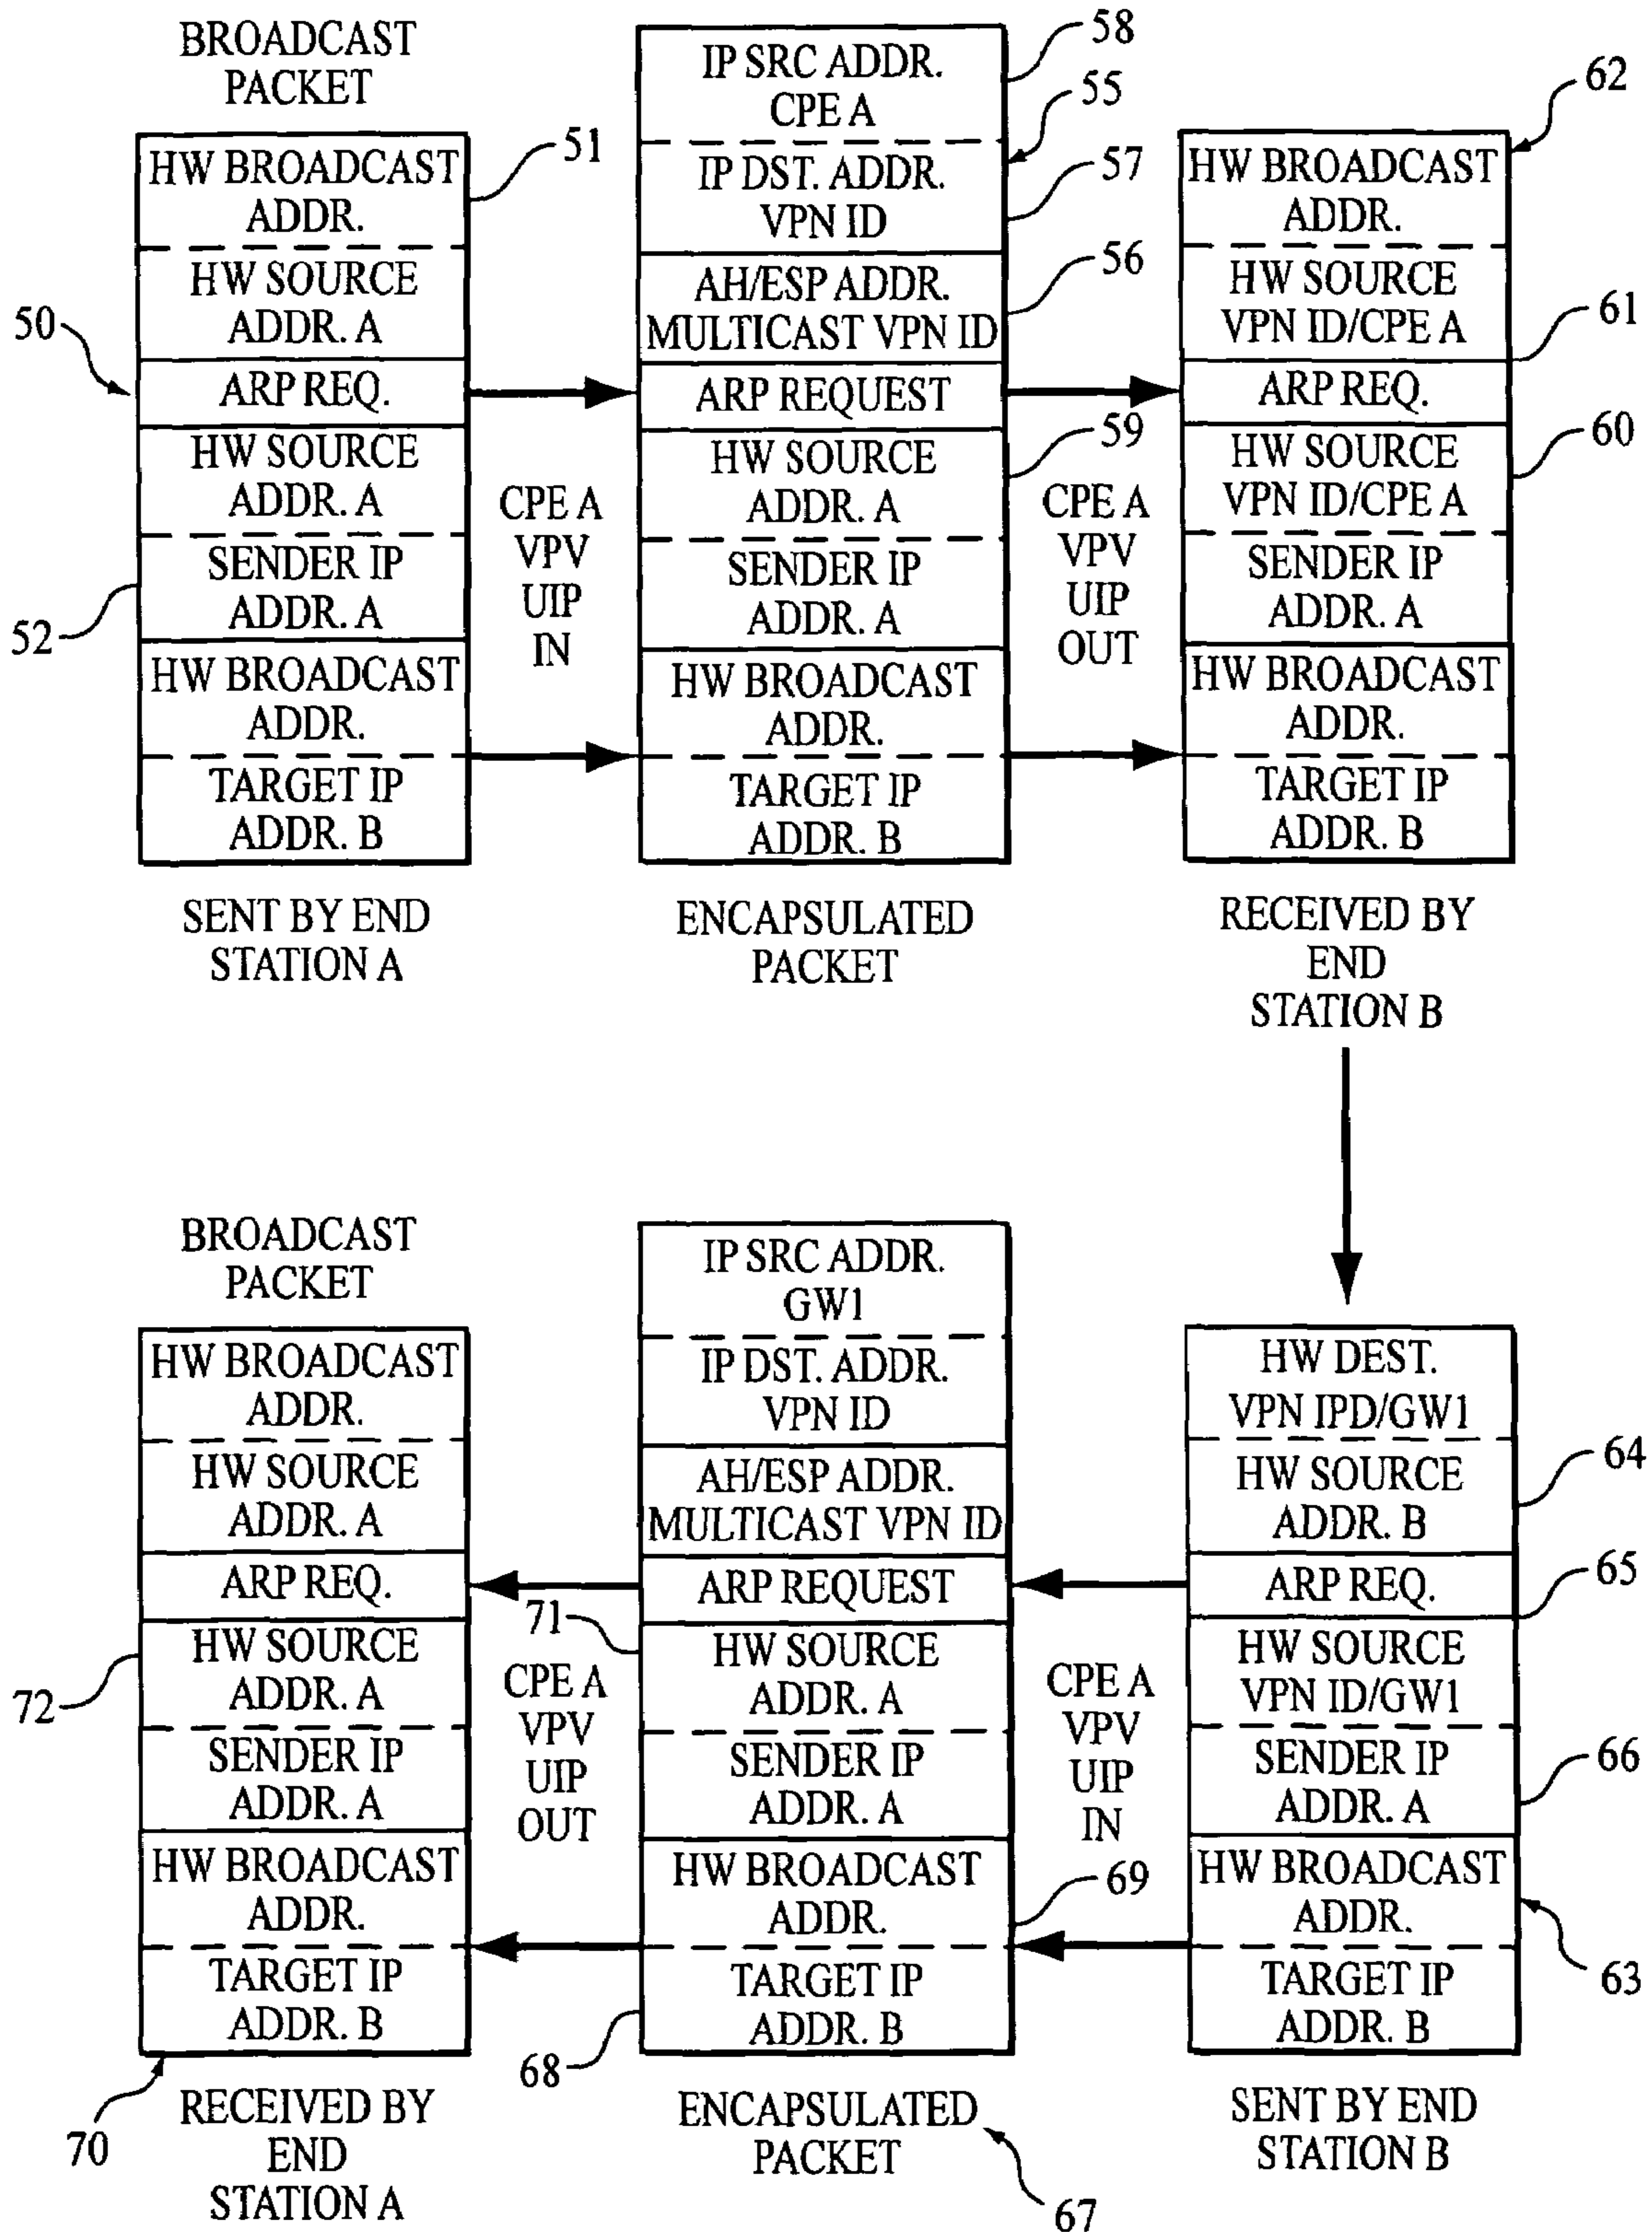 BROADCAST
PACKET
HW BROADCAST
ADDR.
HW SOURCE
ADDR. A
ARP REQ.
HW SOURCE
ADDR. A
SENDER IP
ADDR. A
HW BROADCAST
ADDR.
TARGET IP
ADDR. B
SENT BY END
STATION A
50
51
52
CPE A
VPV
UIP
IN
IP SRC ADDR.
CPE A
IP DST. ADDR.
VPN ID
AH/ESP ADDR.
MULTICAST VPN ID
ARP REQUEST
HW SOURCE
ADDR. A
SENDER IP
ADDR. A
HW BROADCAST
ADDR.
TARGET IP
ADDR. B
ENCAPSULATED
PACKET
58
55
57
56
59
CPE A
VPV
UIP
OUT
HW BROADCAST
ADDR.
HW SOURCE
VPN ID/CPE A
ARP REQ.
HW SOURCE
VPN ID/CPE A
SENDER IP
ADDR. A
HW BROADCAST
ADDR.
TARGET IP
ADDR. B
RECEIVED BY
END
STATION B
62
61
60
BROADCAST
PACKET
HW BROADCAST
ADDR.
HW SOURCE
ADDR. A
ARP REQ.
HW SOURCE
ADDR. A
SENDER IP
ADDR. A
HW BROADCAST
ADDR.
TARGET IP
ADDR. B
RECEIVED BY
END
STATION A
72
70
CPE A
VPV
UIP
OUT
IP SRC ADDR.
GW1
IP DST. ADDR.
VPN ID
AH/ESP ADDR.
MULTICAST VPN ID
ARP REQUEST
HW SOURCE
ADDR. A
SENDER IP
ADDR. A
HW BROADCAST
ADDR.
TARGET IP
ADDR. B
ENCAPSULATED
PACKET
71
69
68
67
CPE A
VPV
UIP
IN
HW DEST.
VPN IPD/GW1
HW SOURCE
ADDR. B
ARP REQ.
HW SOURCE
VPN ID/GW1
SENDER IP
ADDR. A
HW BROADCAST
ADDR.
TARGET IP
ADDR. B
SENT BY END
STATION B
64
65
66
63